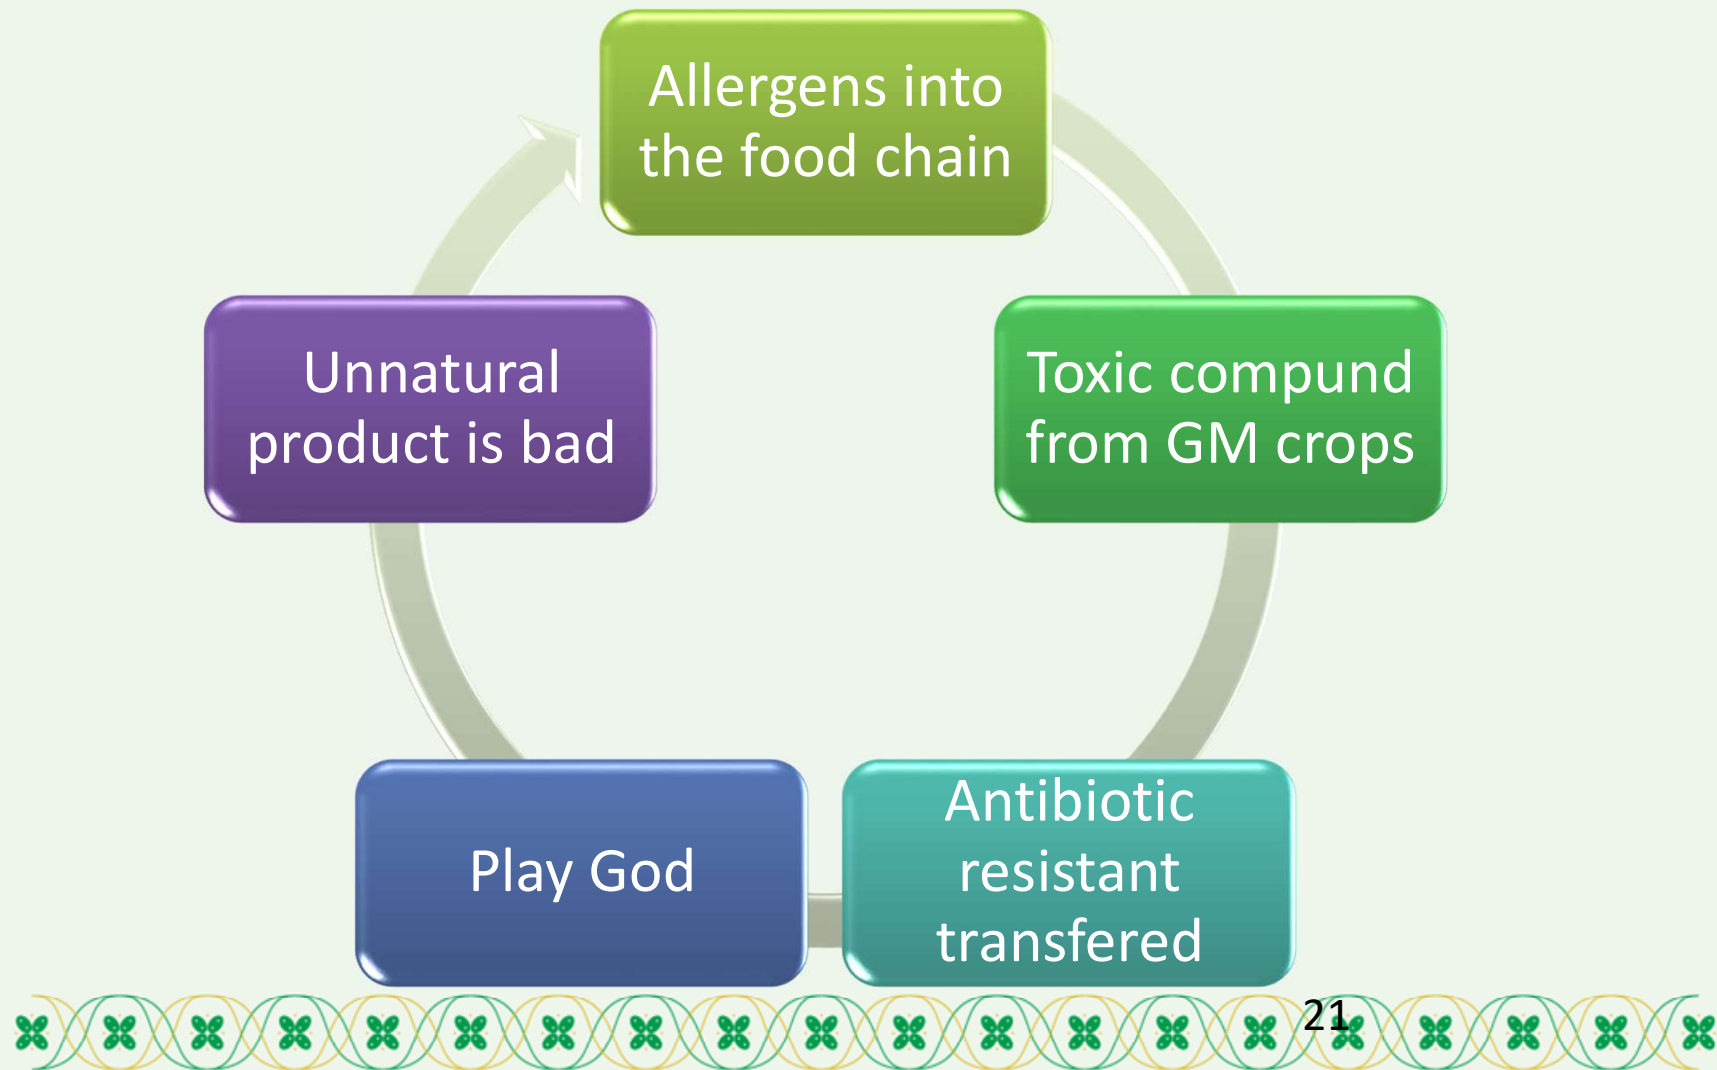 Allergens into
the food chain
Toxic compund
from GM crops
Antibiotic
resistant
transfered
Play God
Unnatural
product is bad
21